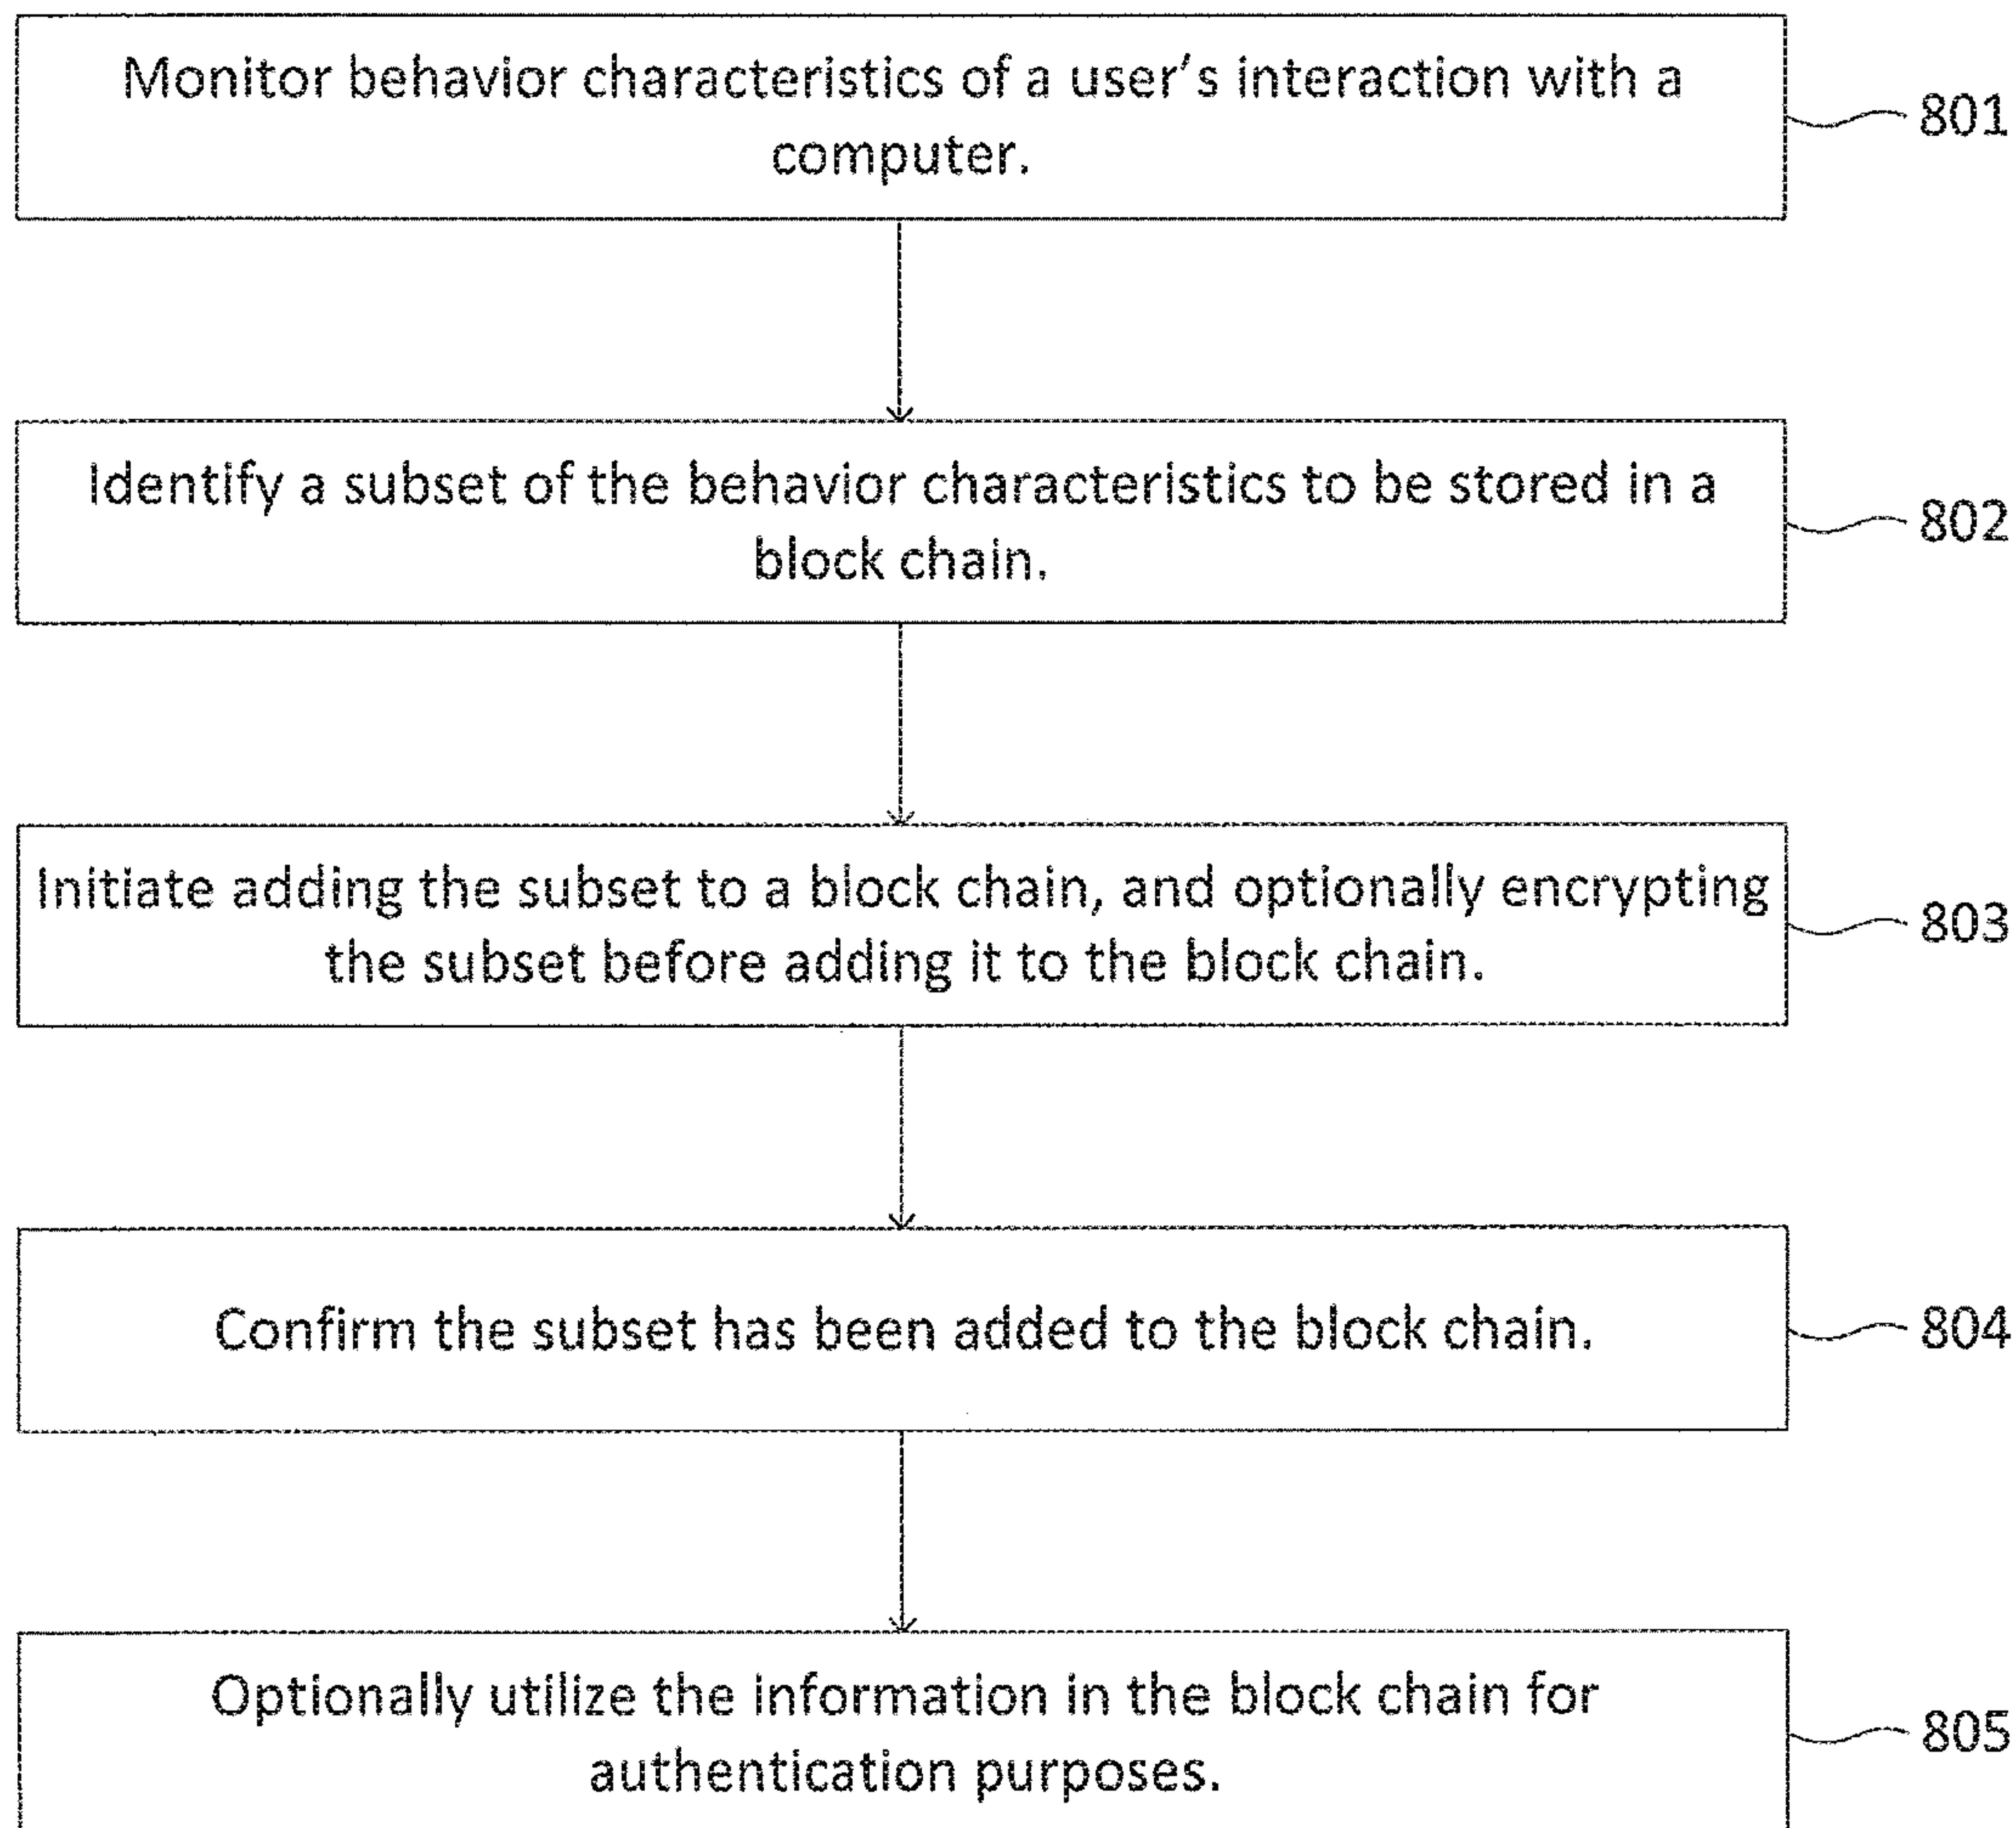 Monitor behavior characteristics of a user's interaction with a
computer.
801
Identify a subset of the behavior characteristics to be stored in a
block chain.
802
Initiate adding the subset to a block chain, and optionally encrypting
the subset before adding it to the block chain.
803
Confirm the subset has been added to the block chain.
804
Optionally utilize the information in the block chain for
authentication purposes.
805